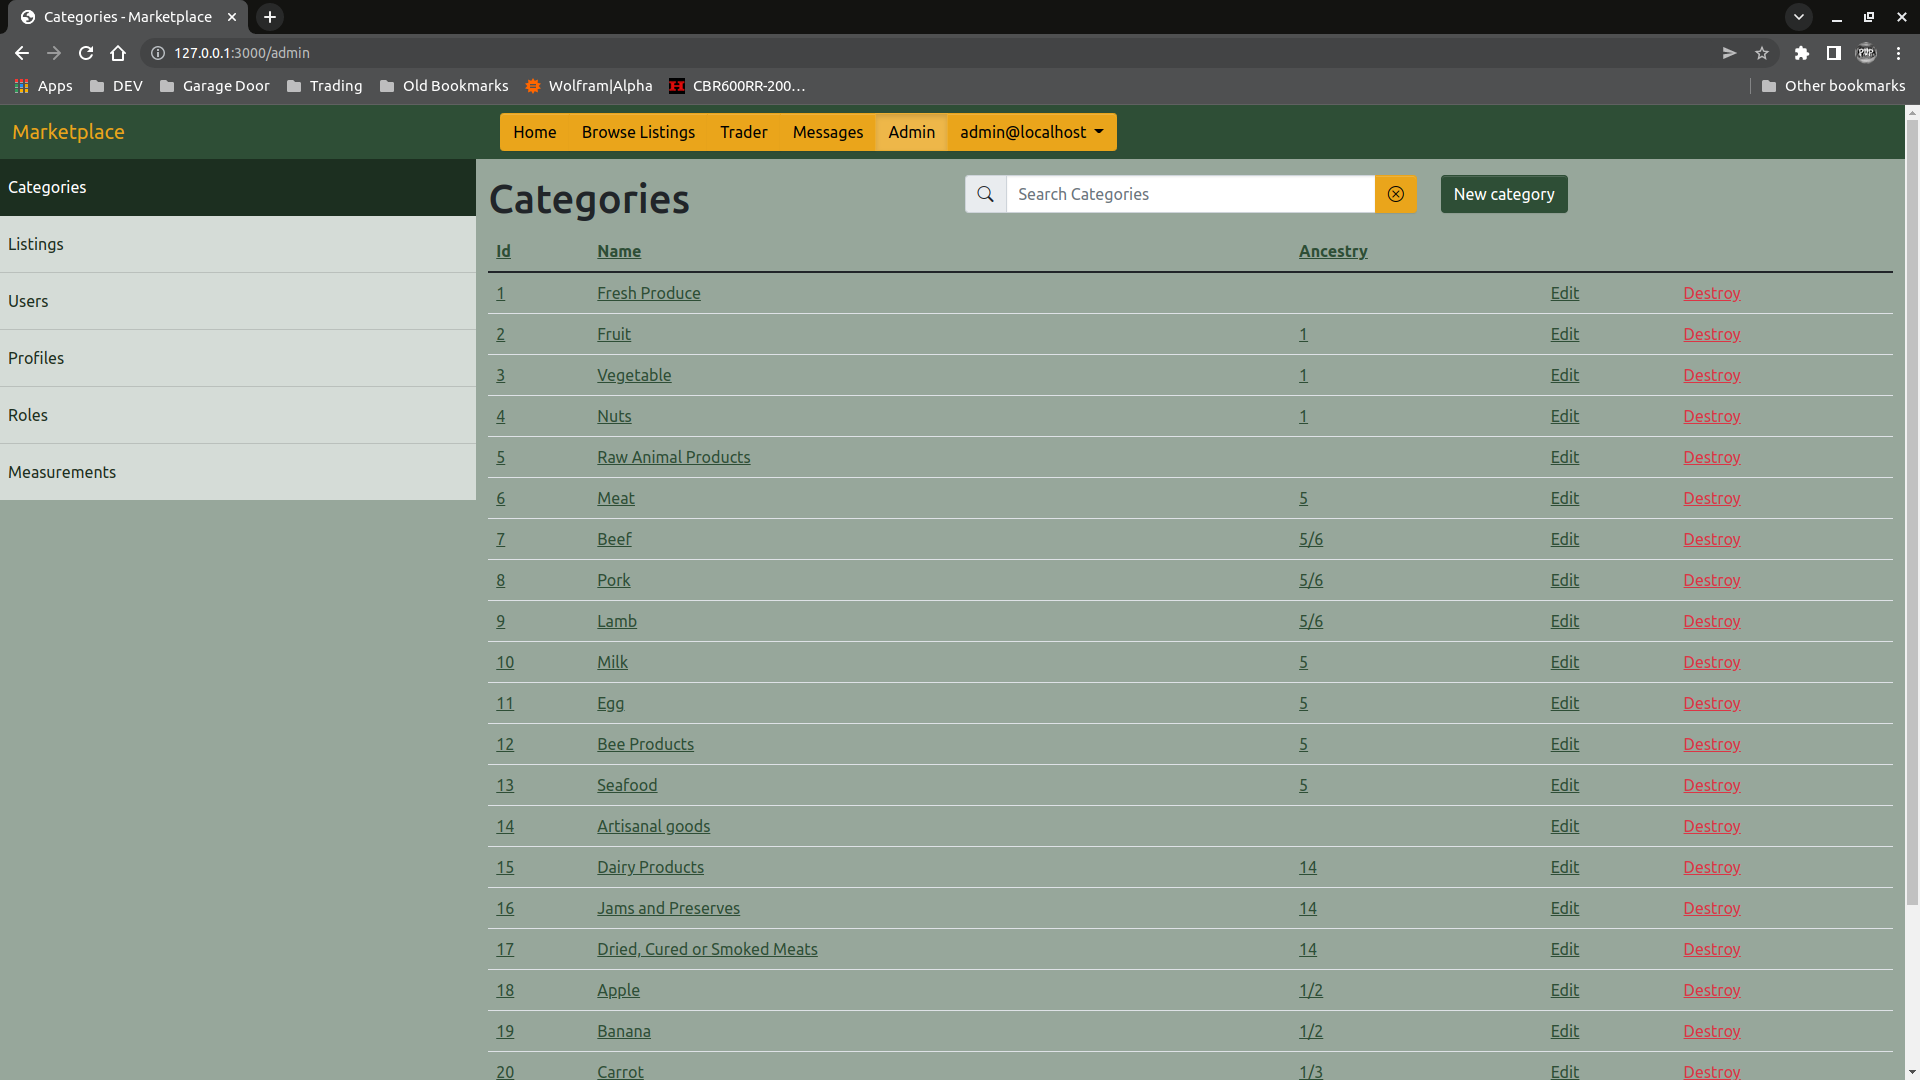 Categories - Marketplace
127.0.0.1:3000/admin
Apps DEV Garage Door Trading Old Bookmarks Wolfram|Alpha CBR600RR-200... Other bookmarks
Marketplace Home Browse Listings Trader Messages Admin admin@localhost
Categories
Listings
Users
Profiles
Roles
Measurements
Categories Search Categories New category
Id Name Ancestry
1 Fresh Produce Edit Destroy
2 Fruit 1 Edit Destroy
3 Vegetable 1 Edit Destroy
4 Nuts 1 Edit Destroy
5 Raw Animal Products Edit Destroy
6 Meat 5 Edit Destroy
7 Beef 5/6 Edit Destroy
8 Pork 5/6 Edit Destroy
9 Lamb 5/6 Edit Destroy
10 Milk 5 Edit Destroy
11 Egg 5 Edit Destroy
12 Bee Products 5 Edit Destroy
13 Seafood 5 Edit Destroy
14 Artisanal goods Edit Destroy
15 Dairy Products 14 Edit Destroy
16 Jams and Preserves 14 Edit Destroy
17 Dried, Cured or Smoked Meats 14 Edit Destroy
18 Apple 1/2 Edit Destroy
19 Banana 1/2 Edit Destroy
20 Carrot 1/3 Edit Destroy